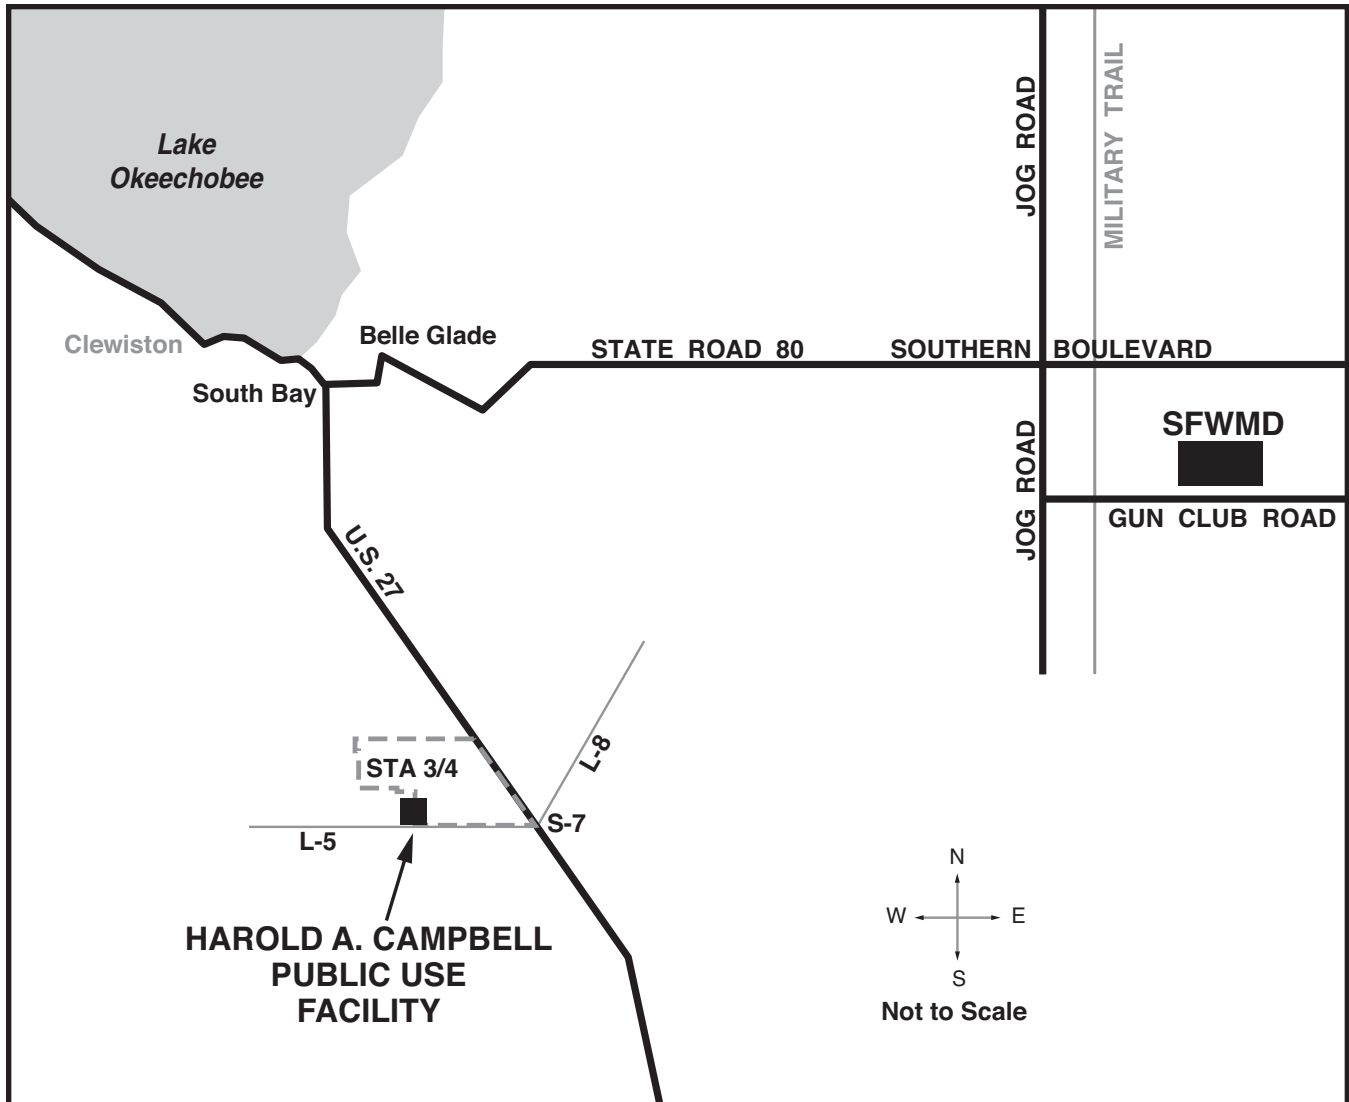 JOG ROAD
MILITARY TRAIL
Lake
Okeechobee
Clewiston
Belle Glade
STATE ROAD 80
SOUTHERN BOULEVARD
South Bay
SFWMD
JOG ROAD
GUN CLUB ROAD
U.S. 27
L-8
STA 3/4
S-7
L-5
HAROLD A. CAMPBELL
PUBLIC USE
FACILITY
N
W E
S
Not to Scale